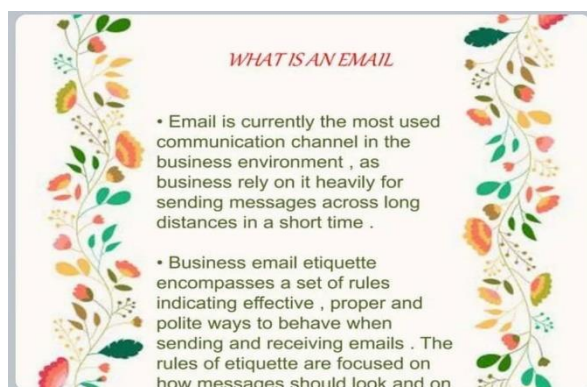 WHAT IS AN EMAIL
• Email is currently the most used
communication channel in the
business environment , as
business rely on it heavily for
sending messages across long
distances in a short time .
• Business email etiquette
encompasses a set of rules
indicating effective , proper and
polite ways to behave when
sending and receiving emails . The
rules of etiquette are focused on
how messages should look and on